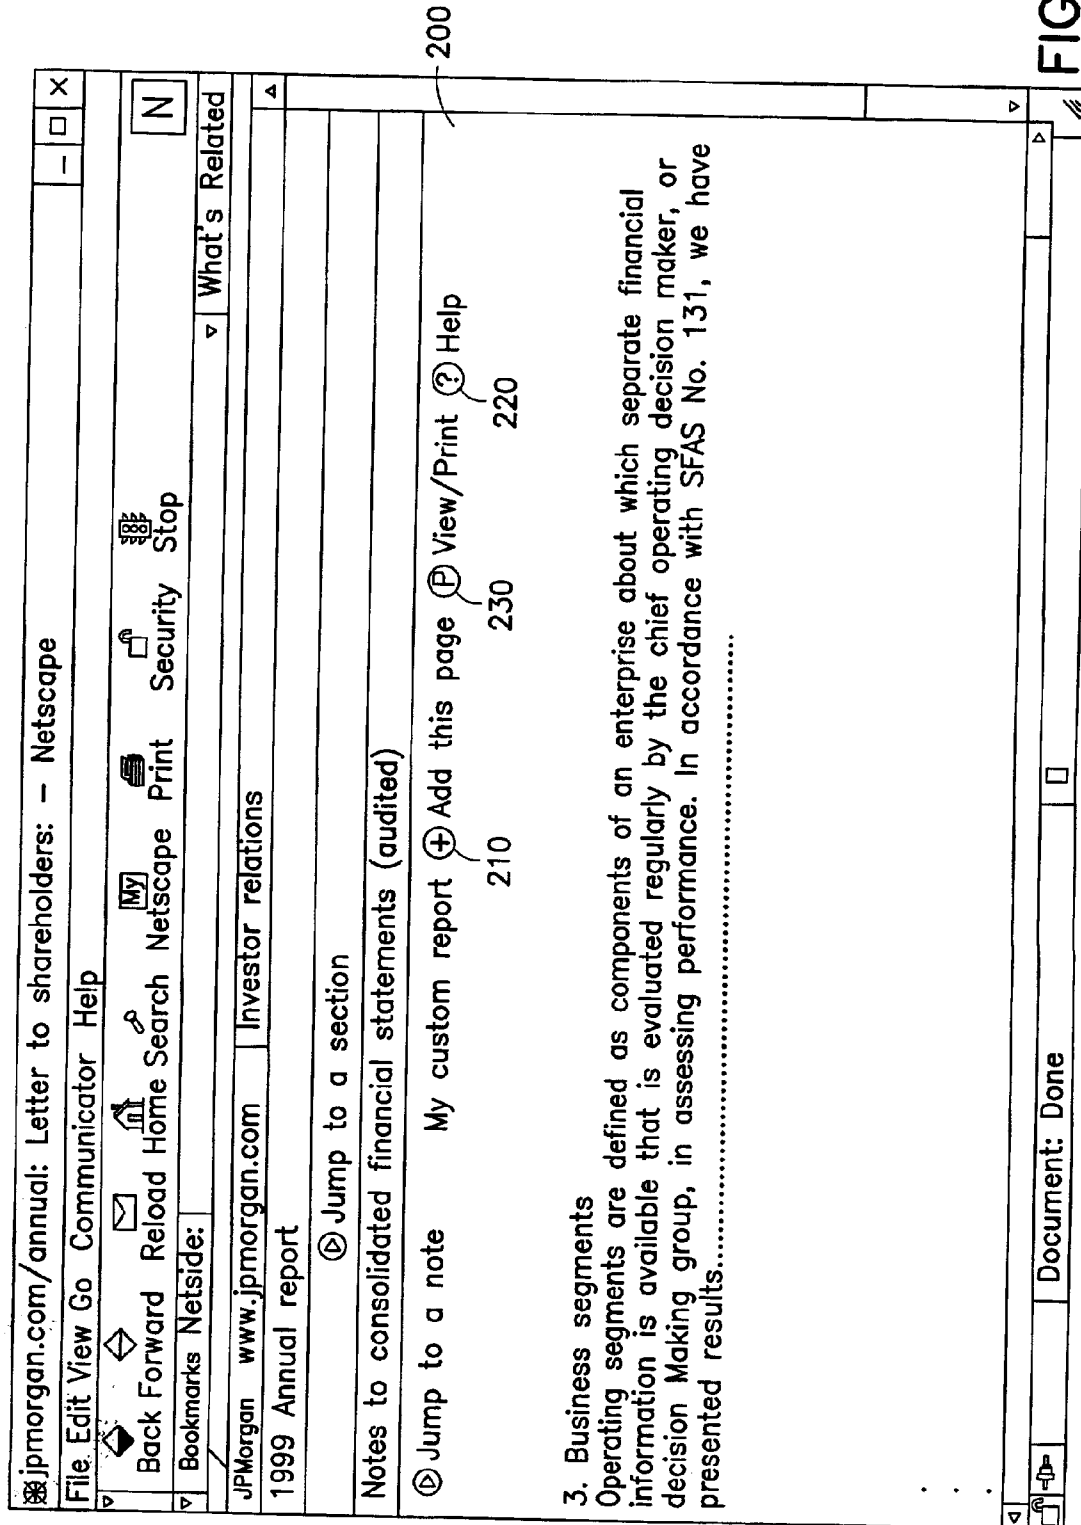 jpmorgan.com/annual: Letter to shareholders: – Netscape
File Edit View Go Communicator Help
Back Forward Reload Home Search Netscape Print Security Stop
My
N
Bookmarks Netside:
What's Related
JPMorgan www.jpmorgan.com Investor relations
1999 Annual report
Jump to a section
Notes to consolidated financial statements (audited)
Jump to a note My custom report + Add this page P View/Print ? Help
200
210
230
220
3. Business segments
Operating segments are defined as components of an enterprise about which separate financial
information is available that is evaluated regularly by the chief operating decision maker, or
decision Making group, in assessing performance. In accordance with SFAS No. 131, we have
presented results..........
Document: Done
FIG